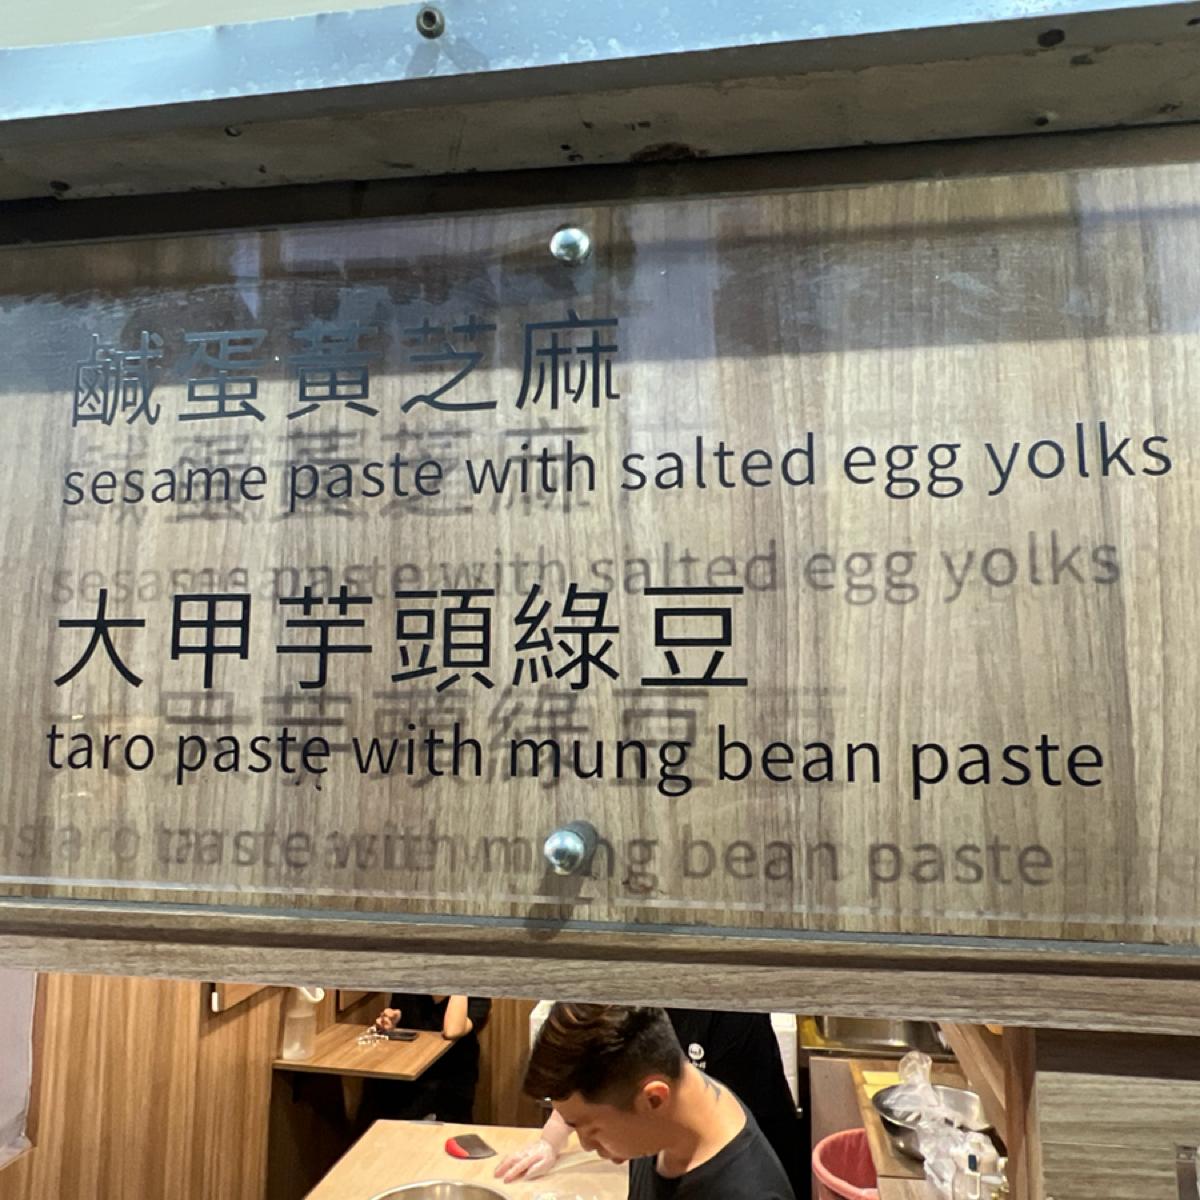 鹹蛋黃芝麻
sesame paste with salted egg yolks
大甲芋頭綠豆
taro paste with mung bean paste